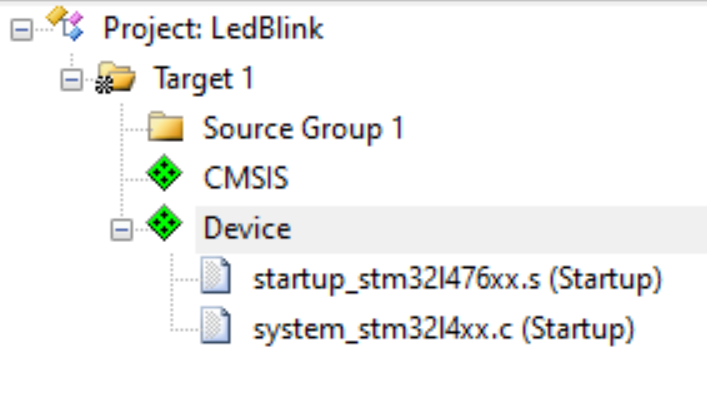 Project: LedBlink
Target 1
Source Group 1
CMSIS
Device
startup_stm32l476xx.s (Startup)
system_stm32l4xx.c (Startup)